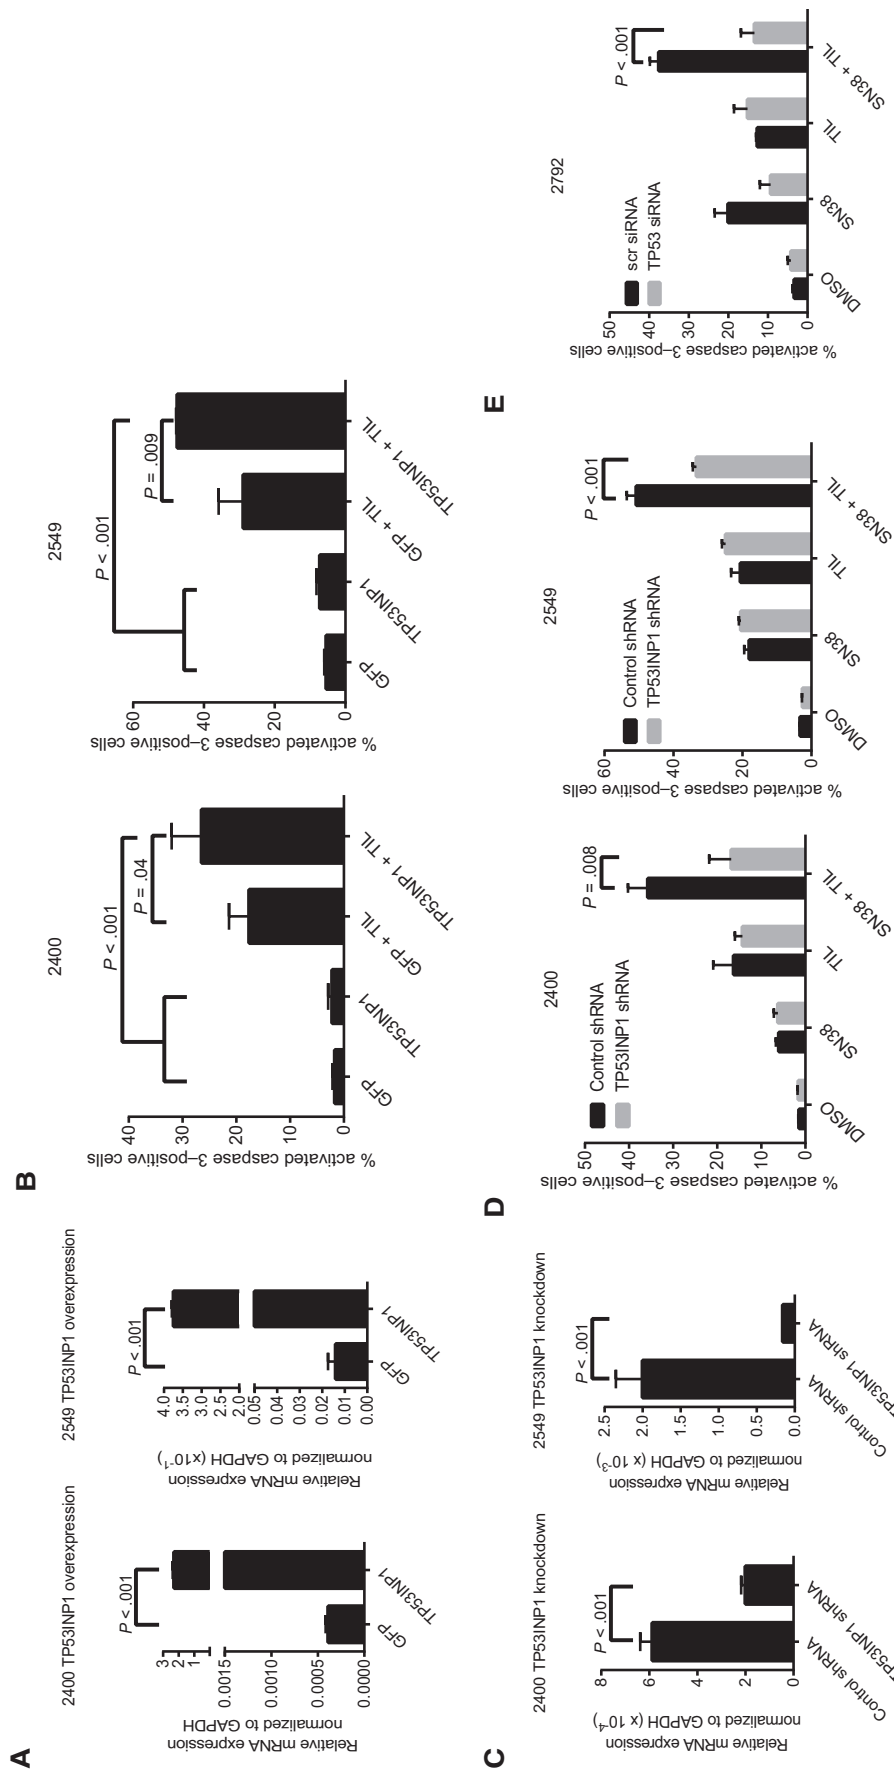 A
2400 TP53INP1 overexpression
Relative mRNA expression
normalized to GAPDH
3
2
1
0.0015
0.0010
0.0005
0.0000
P < .001
GFP
TP53INP1
2549 TP53INP1 overexpression
Relative mRNA expression
normalized to GAPDH (x10-1)
4.0
3.5
3.0
2.5
2.0
0.05
0.04
0.03
0.02
0.01
0.00
P < .001
GFP
TP53INP1
B
2400
% activated caspase 3–positive cells
40
30
20
10
0
P < .001
P = .04
GFP
TP53INP1
GFP + TIL
TP53INP1 + TIL
2549
% activated caspase 3–positive cells
60
40
20
0
P < .001
P = .009
GFP
TP53INP1
GFP + TIL
TP53INP1 + TIL
C
2400 TP53INP1 knockdown
Relative mRNA expression
normalized to GAPDH (x 10-4)
8
6
4
2
0
P < .001
Control shRNA
TP53INP1 shRNA
2549 TP53INP1 knockdown
Relative mRNA expression
normalized to GAPDH (x 10-3)
2.5
2.0
1.5
1.0
0.5
0.0
P < .001
Control shRNA
TP53INP1 shRNA
D
2400
% activated caspase 3–positive cells
50
40
30
20
10
0
Control shRNA
TP53INP1 shRNA
P = .008
DMSO
SN38
TIL
SN38 + TIL
2549
% activated caspase 3–positive cells
60
40
20
0
Control shRNA
TP53INP1 shRNA
P < .001
DMSO
SN38
TIL
SN38 + TIL
E
2792
% activated caspase 3–positive cells
50
40
30
20
10
0
scr siRNA
TP53 siRNA
P < .001
DMSO
SN38
TIL
SN38 + TIL